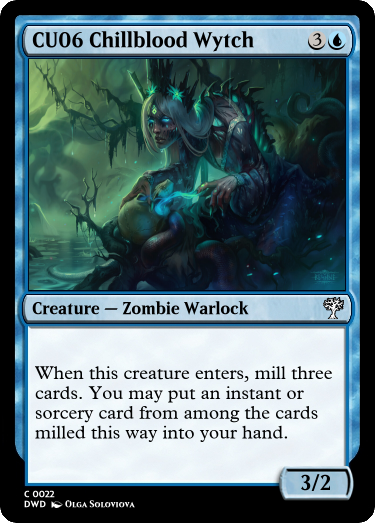 CU06 Chillblood Wytch 3
Creature — Zombie Warlock
When this creature enters, mill three
cards. You may put an instant or
sorcery card from among the cards
milled this way into your hand.
3/2
C 0022
DWD Olga Soloviova